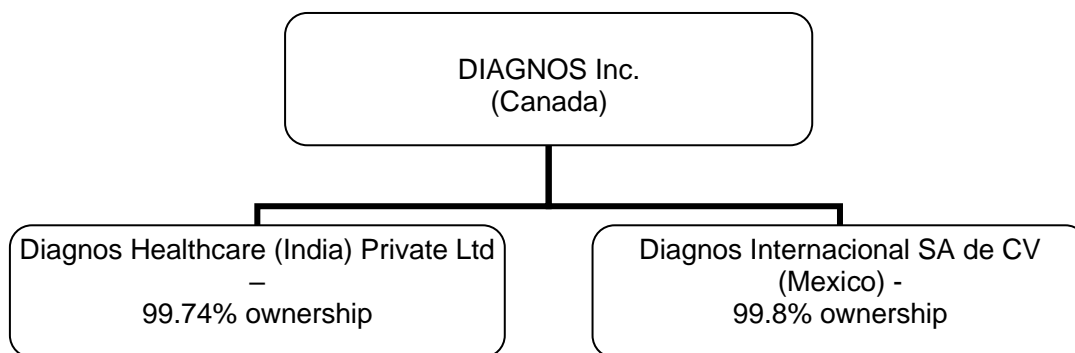 DIAGNOS Inc.
(Canada)
Diagnos Healthcare (India) Private Ltd
–
99.74% ownership
Diagnos Internacional SA de CV
(Mexico) -
99.8% ownership